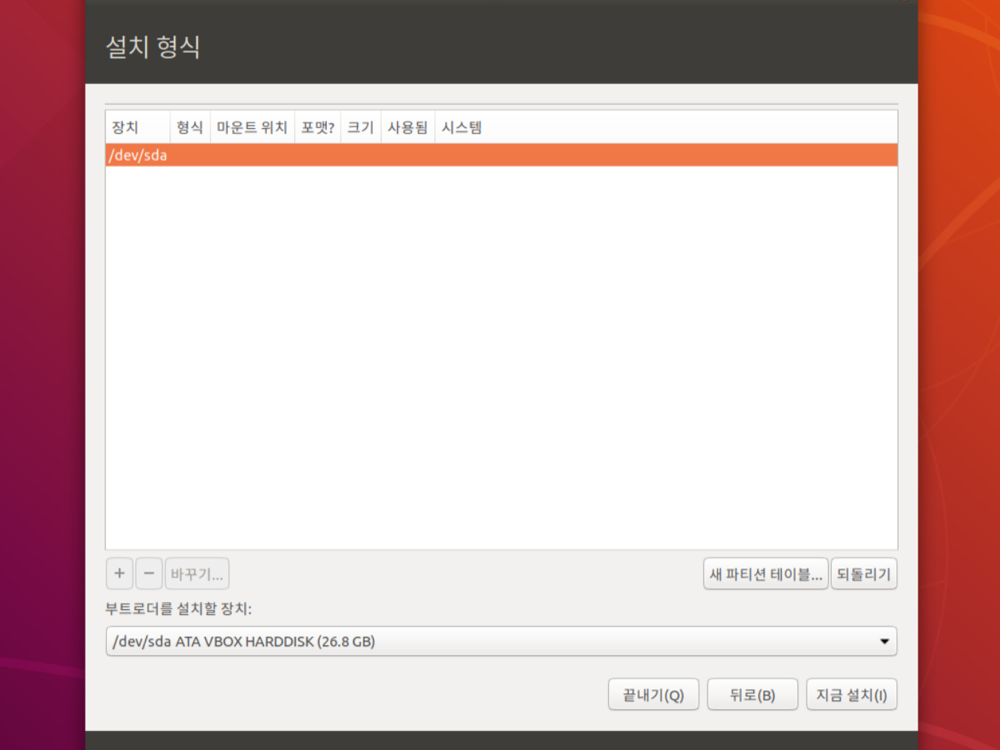 설치 형식
장치 형식 마운트 위치 포맷? 크기 사용됨 시스템
/dev/sda
+ − 바꾸기... 새 파티션 테이블... 되돌리기
부트로더를 설치할 장치:
/dev/sda ATA VBOX HARDDISK (26.8 GB)
끝내기(Q) 뒤로(B) 지금 설치(I)